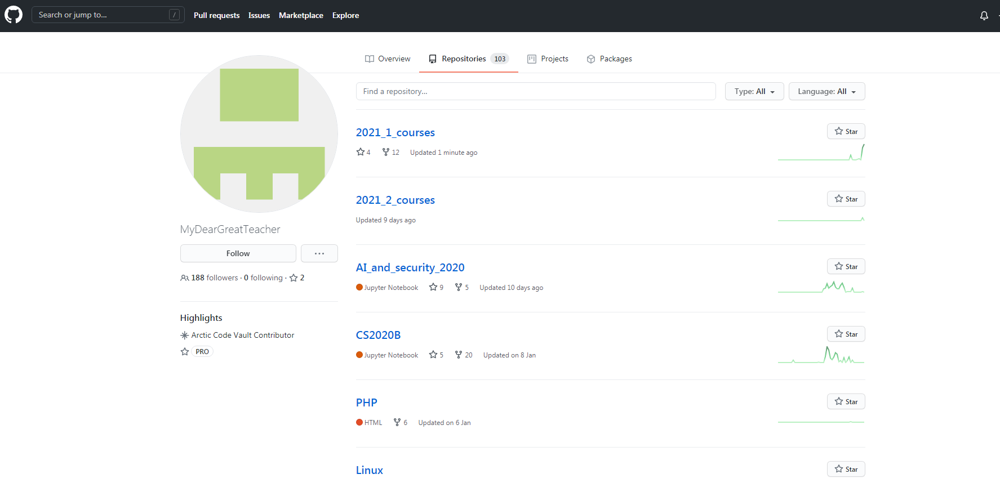 Search or jump to...
/
Pull requests Issues Marketplace Explore
Overview Repositories 103 Projects Packages
Find a repository...
Type: All
Language: All
MyDearGreatTeacher
Follow
...
188 followers · 0 following · 2
Highlights
Arctic Code Vault Contributor
PRO
2021_1_courses
Star
4 12 Updated 1 minute ago
2021_2_courses
Star
Updated 9 days ago
AI_and_security_2020
Star
Jupyter Notebook 9 5 Updated 10 days ago
CS2020B
Star
Jupyter Notebook 5 20 Updated on 8 Jan
PHP
Star
HTML 6 Updated on 6 Jan
Linux
Star